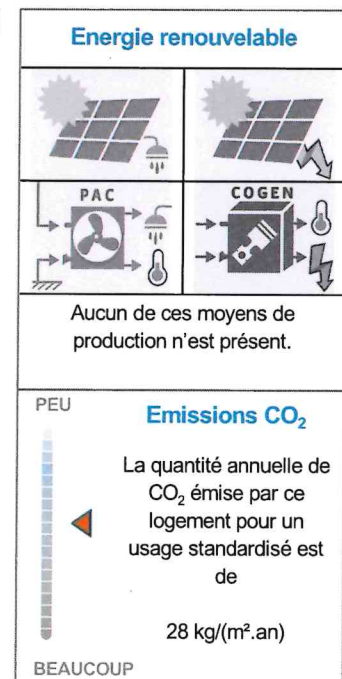 Energie renouvelable
PAC
COGEN
Aucun de ces moyens de
production n'est présent.
PEU
Emissions CO₂
La quantité annuelle de
CO₂ émise par ce
logement pour un
usage standardisé est
de
28 kg/(m².an)
BEAUCOUP